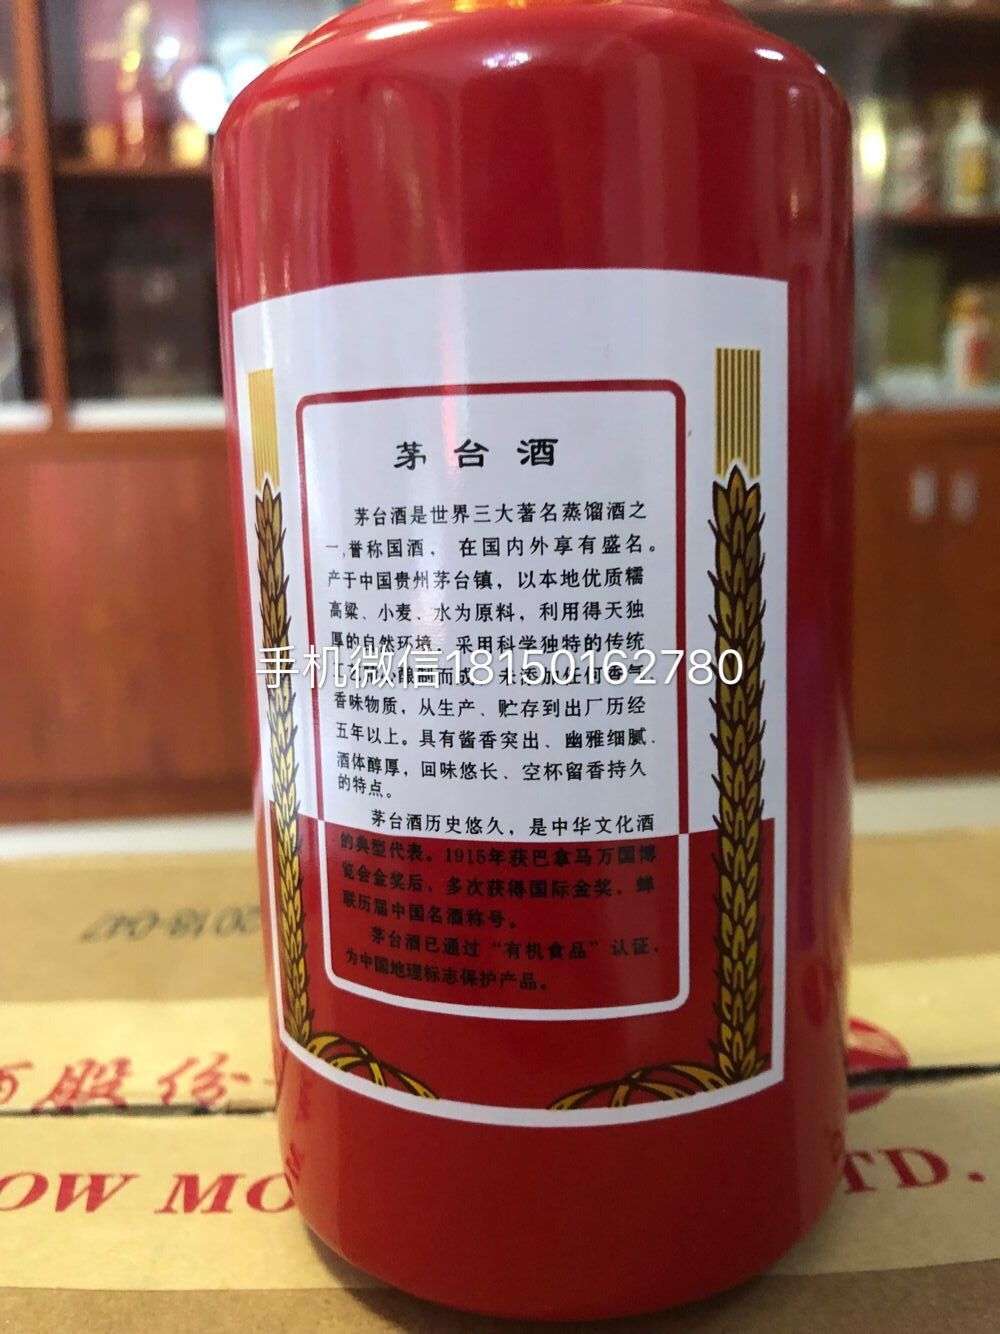 茅台酒
茅台酒是世界三大著名蒸馏酒之
一,誉称国酒、在国内外享有盛名。
产于中国贵州茅台镇，以本地优质糯
高粱、小麦、水为原料，利用得天独
厚的自然环境，采用科学独特的传统
手机微信18150162780
酿制而成
香味物质，从生产、贮存到出厂历经
五年以上。具有酱香突出、幽雅细腻、
酒体醇厚，回味悠长、空杯留香持久
的特点。
茅台酒历史悠久，是中华文化酒
的典型代表。1915年获巴拿马万国博
览会金奖后，多次获得国际金奖，蝉
联历届中国名酒称号。
茅台酒已通过“有机食品”认证，
为中国地理标志保护产品。
2018-047
股份
OW MO
TD.